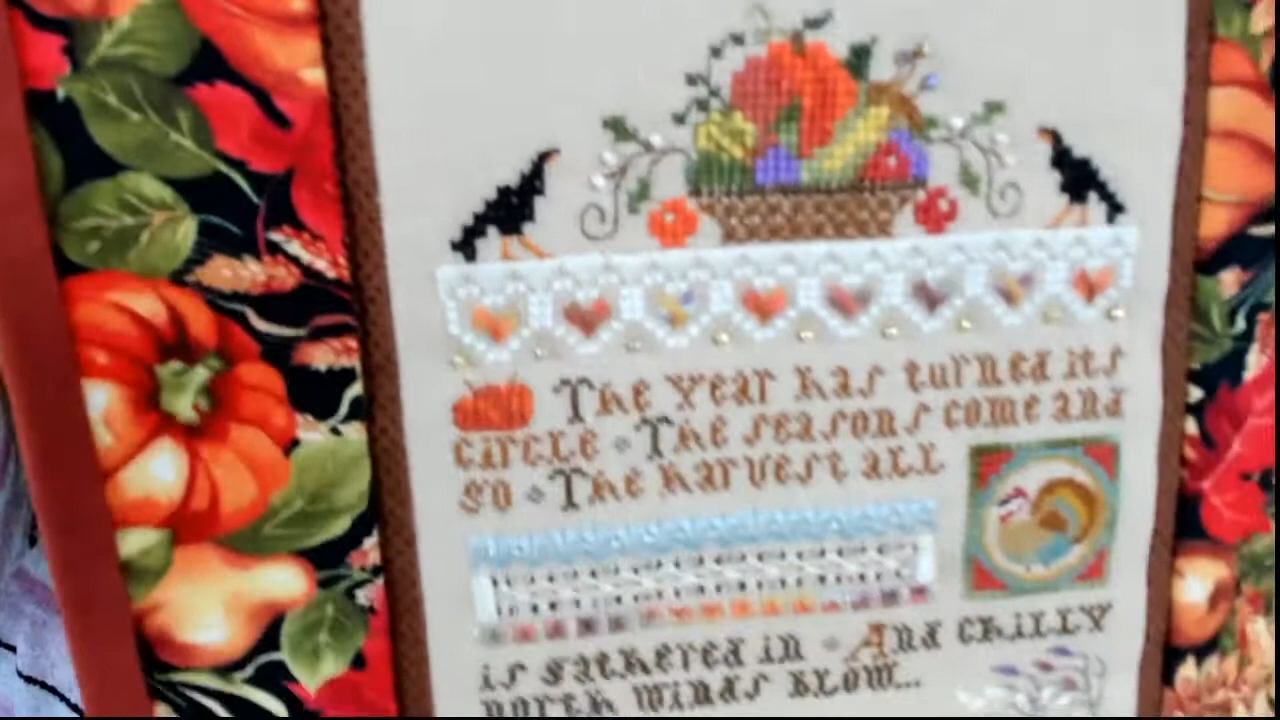 The year has turned its
circle The seasons come and
so The harvest all
is gathered in And chilly
north winds blow...